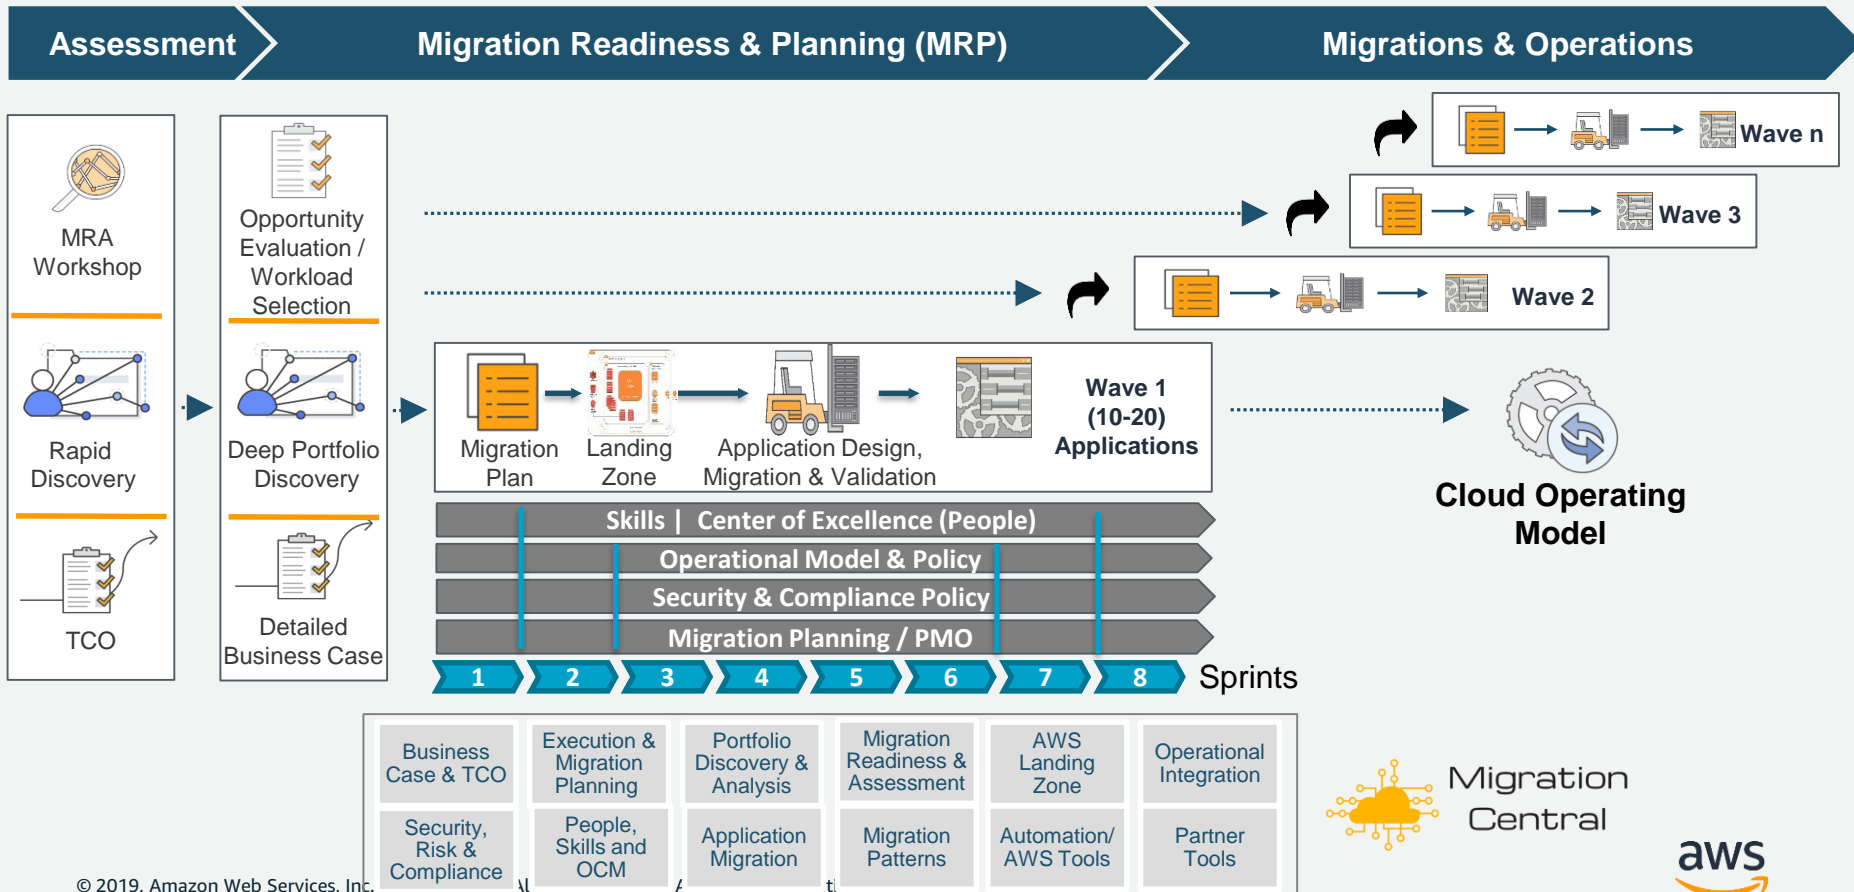 Assessment
Migration Readiness & Planning (MRP)
Migrations & Operations
MRA
Workshop
Rapid
Discovery
TCO
Opportunity
Evaluation /
Workload
Selection
Deep Portfolio
Discovery
Detailed
Business Case
Wave n
Wave 3
Wave 2
Migration
Plan
Landing
Zone
Application Design,
Migration & Validation
Wave 1
(10-20)
Applications
Cloud Operating
Model
Skills | Center of Excellence (People)
Operational Model & Policy
Security & Compliance Policy
Migration Planning / PMO
1 2 3 4 5 6 7 8 Sprints
Business
Case & TCO
Execution &
Migration
Planning
Portfolio
Discovery &
Analysis
Migration
Readiness &
Assessment
AWS
Landing
Zone
Operational
Integration
Security,
Risk &
Compliance
People,
Skills and
OCM
Application
Migration
Migration
Patterns
Automation/
AWS Tools
Partner
Tools
Migration
Central
aws
© 2019, Amazon Web Services, Inc.